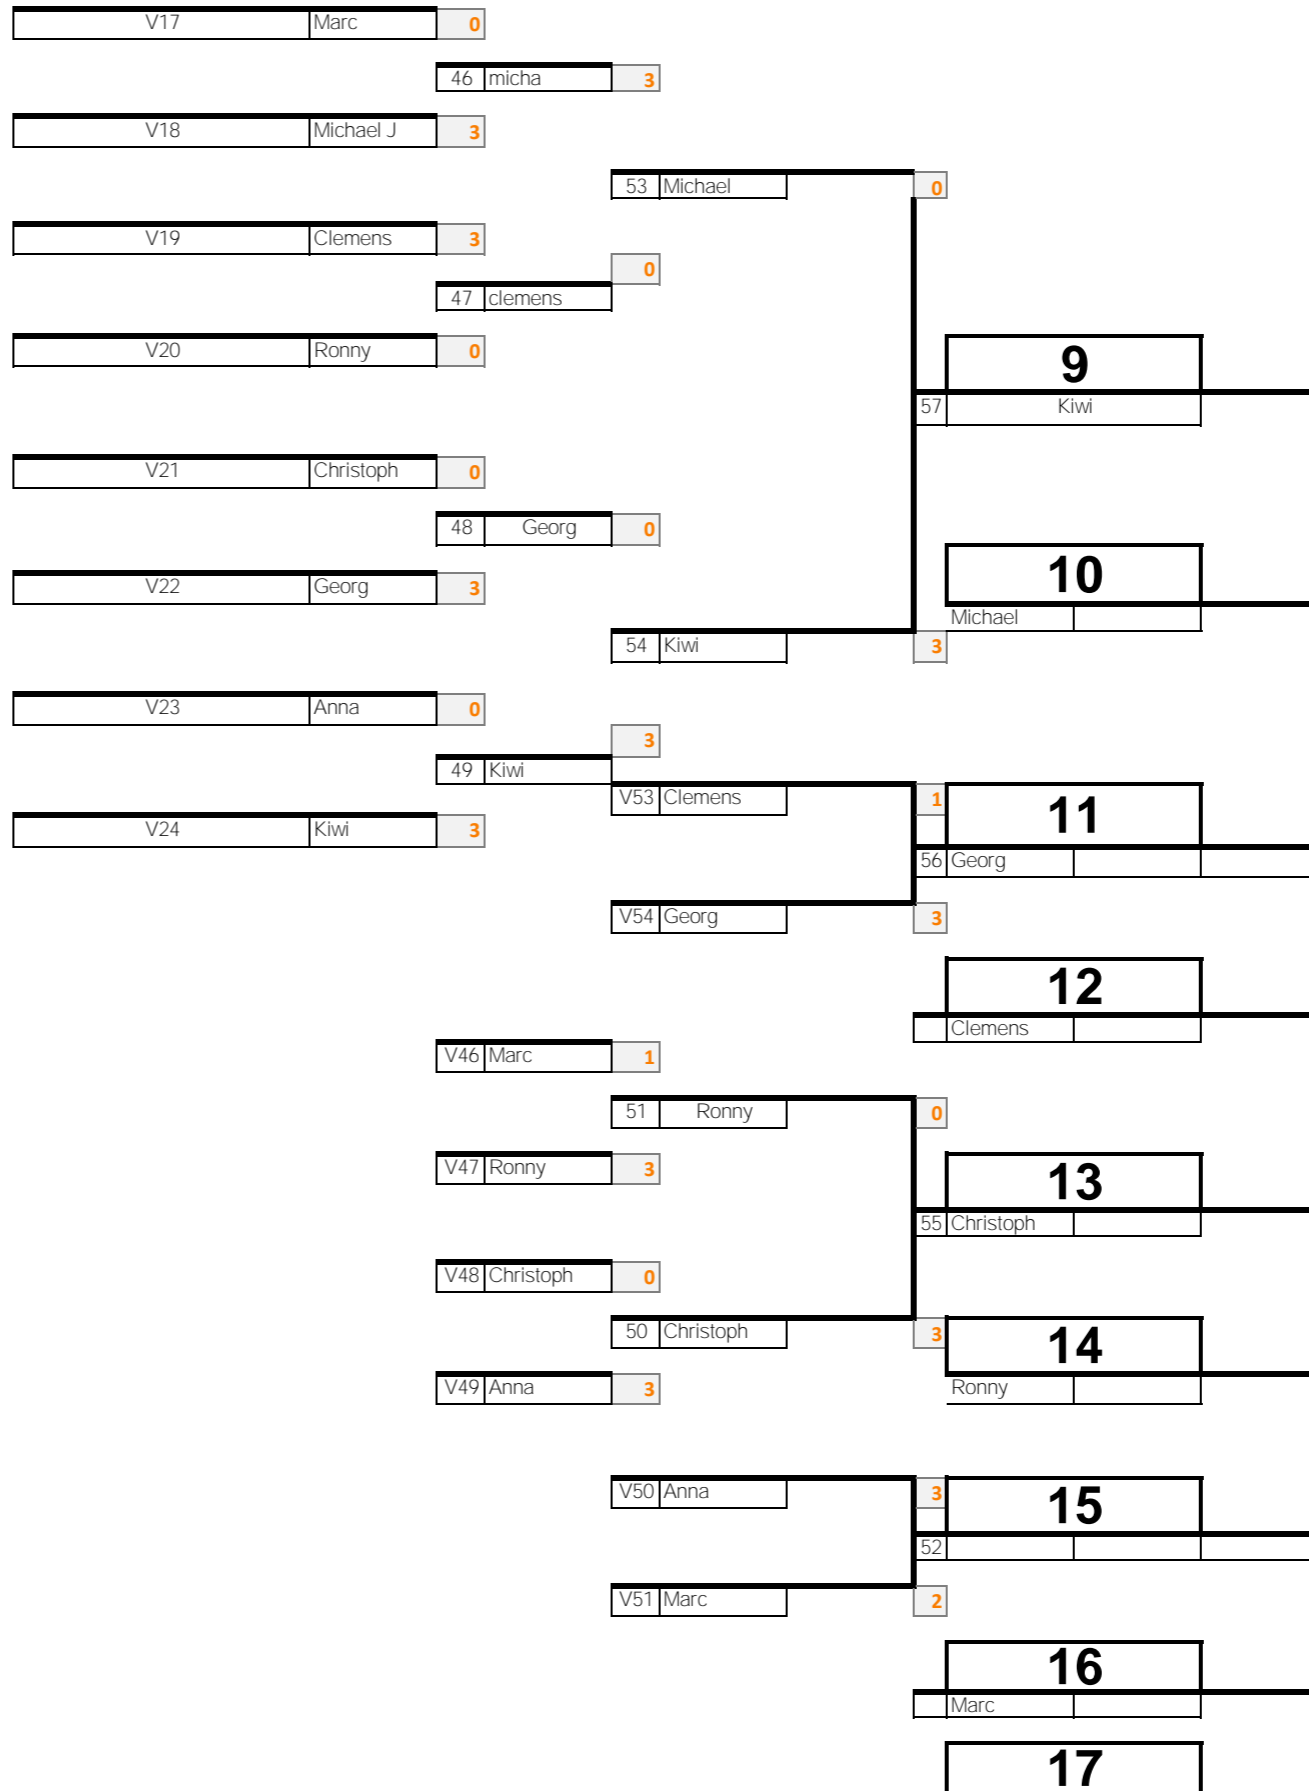 V17 Marc 0
46 micha 3
V18 Michael J 3
53 Michael 0
V19 Clemens 3
0
47 clemens
V20 Ronny 0
9
57 Kiwi
V21 Christoph 0
48 Georg 0
10
V22 Georg 3
Michael
54 Kiwi 3
V23 Anna 0
3
49 Kiwi
V53 Clemens 1
11
V24 Kiwi 3
56 Georg
V54 Georg 3
12
Clemens
V46 Marc 1
51 Ronny 0
V47 Ronny 3
13
55 Christoph
V48 Christoph 0
50 Christoph 3
14
V49 Anna 3
Ronny
V50 Anna 3
15
52
V51 Marc 2
16
Marc
17